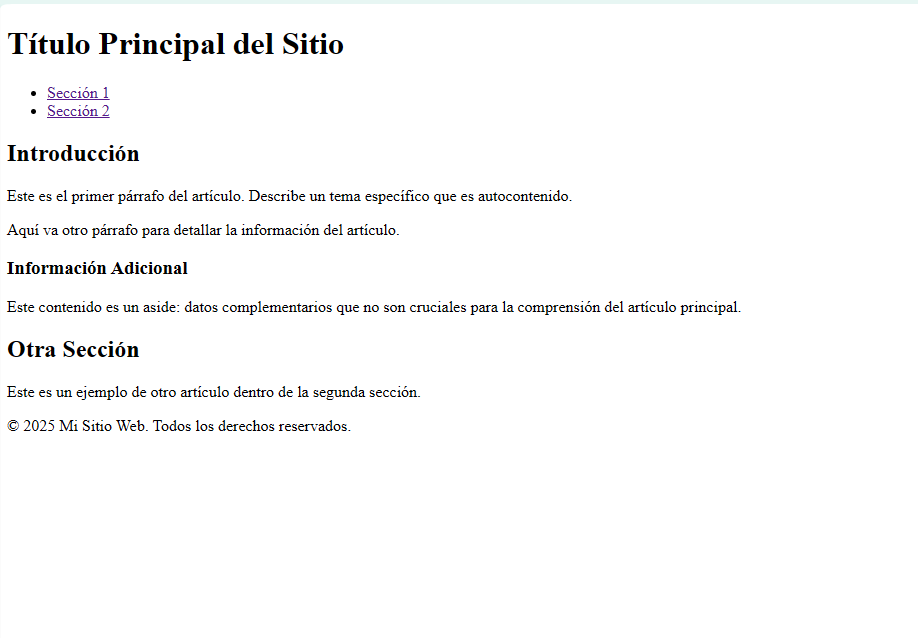 Título Principal del Sitio
Sección 1
Sección 2
Introducción
Este es el primer párrafo del artículo. Describe un tema específico que es autocontenido.
Aquí va otro párrafo para detallar la información del artículo.
Información Adicional
Este contenido es un aside: datos complementarios que no son cruciales para la comprensión del artículo principal.
Otra Sección
Este es un ejemplo de otro artículo dentro de la segunda sección.
© 2025 Mi Sitio Web. Todos los derechos reservados.